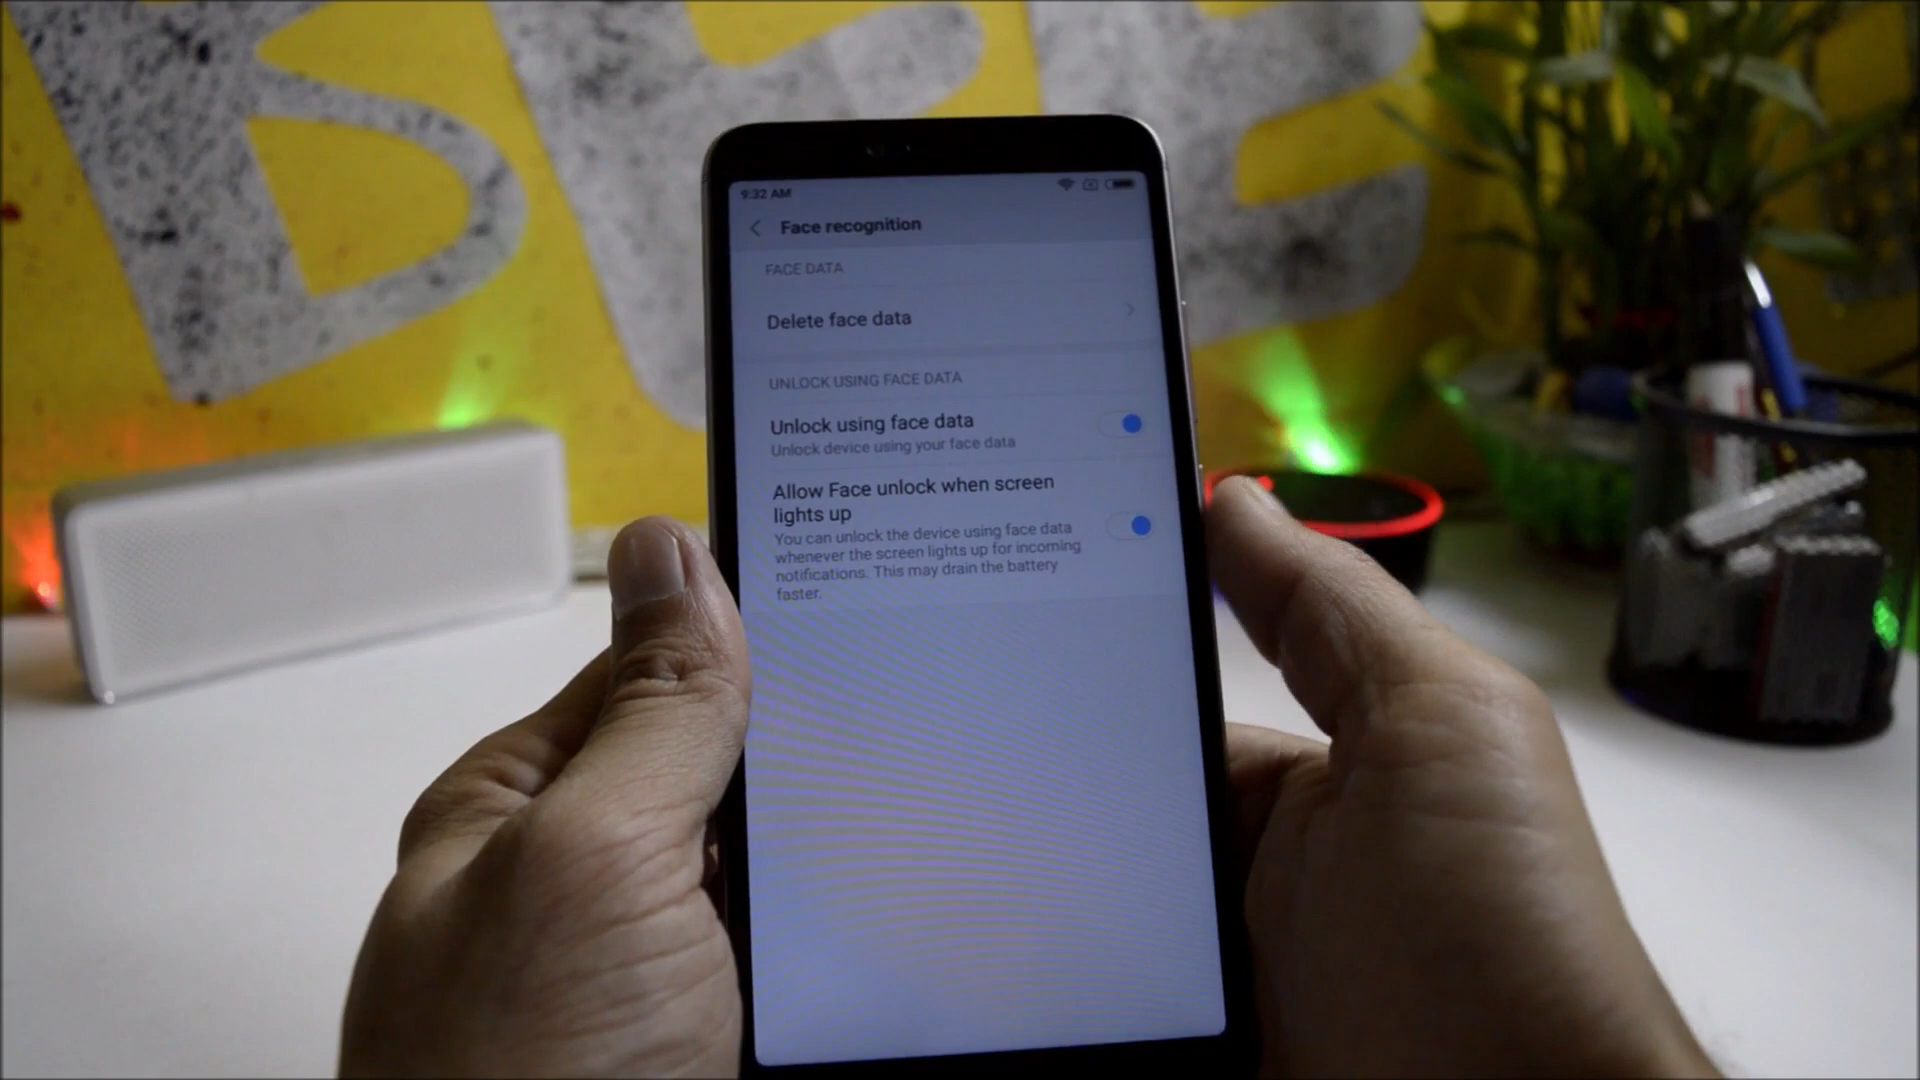 9:32 AM
Face recognition
FACE DATA
Delete face data
UNLOCK USING FACE DATA
Unlock using face data
Unlock device using your face data
Allow Face unlock when screen
lights up
You can unlock the device using face data
whenever the screen lights up for incoming
notifications. This may drain the battery
faster.